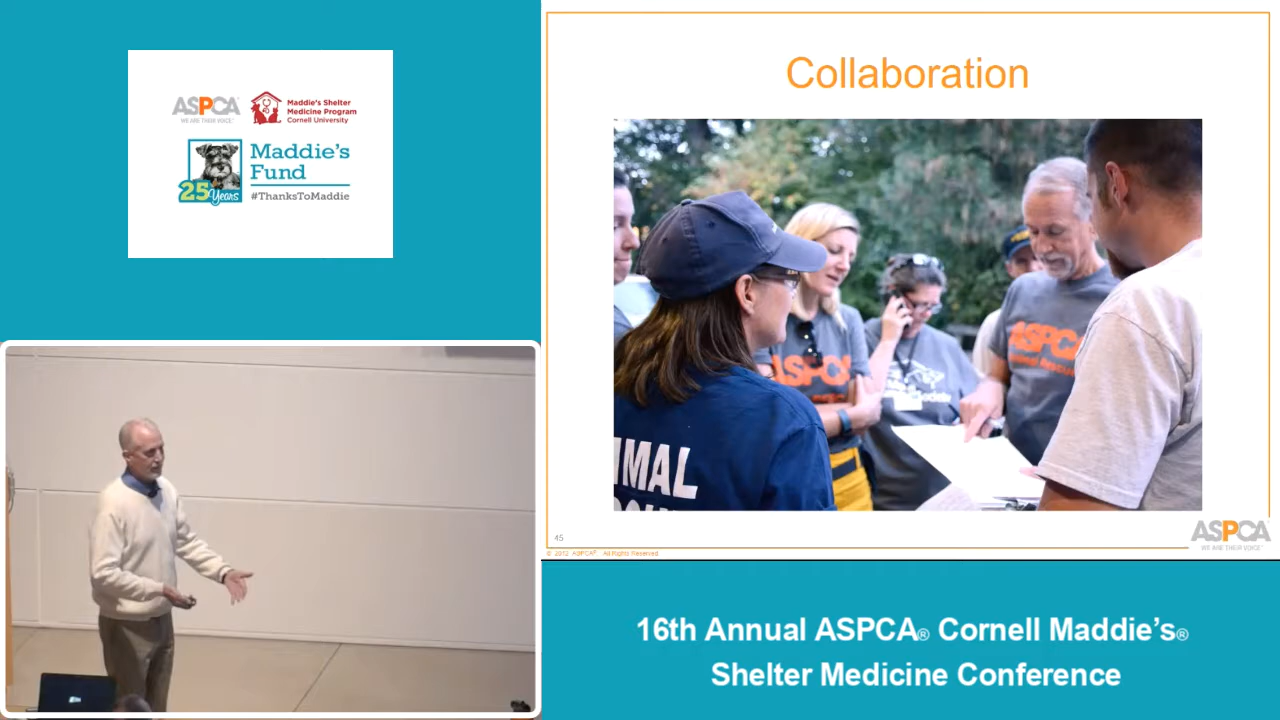 ASPCA
WE ARE THEIR VOICE
Maddie's Shelter
Medicine Program
Cornell University
Maddie's
Fund
25 Years
#ThanksToMaddie
Collaboration
ASPCA
ASPCA
IMAL
45
© 2012 ASPCA®. All Rights Reserved
ASPCA
WE ARE THEIR VOICE
16th Annual ASPCA® Cornell Maddie's®
Shelter Medicine Conference